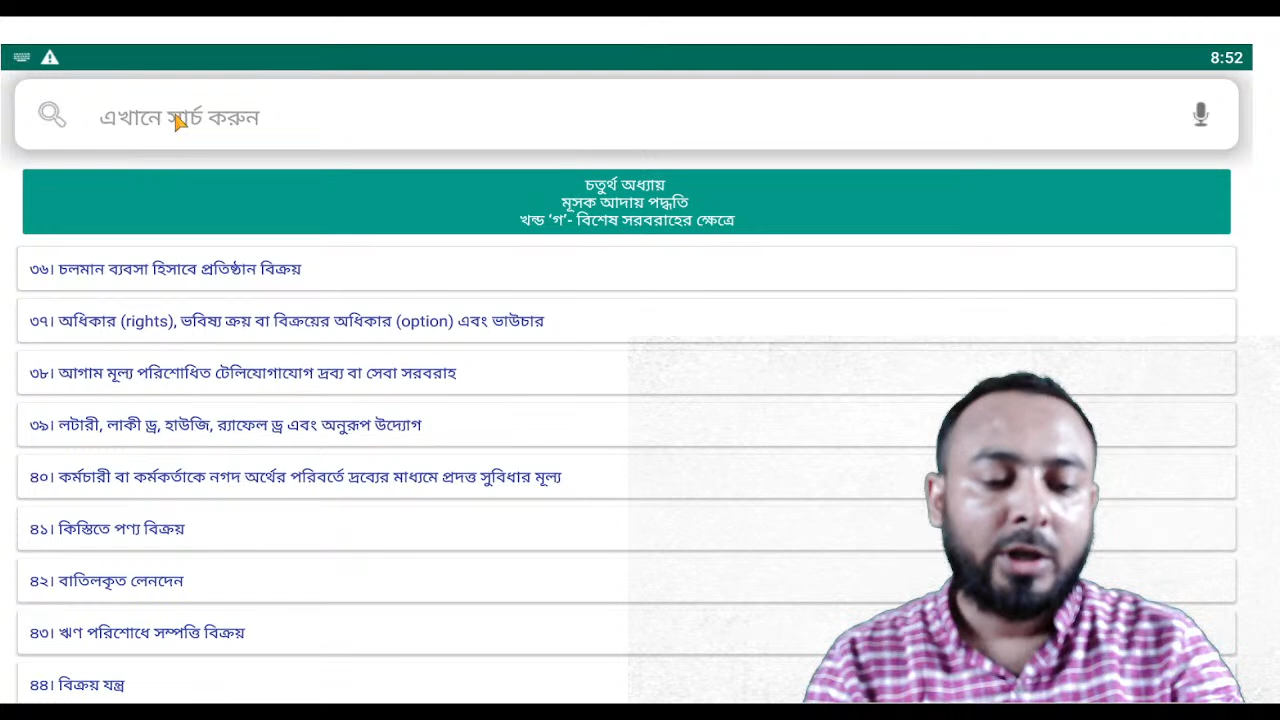 8:52
এখানে সার্চ করুন
চতুর্থ অধ্যায়
মূসক আদায় পদ্ধতি
খন্ড ‘গ’- বিশেষ সরবরাহের ক্ষেত্রে
৩৬। চলমান ব্যবসা হিসাবে প্রতিষ্ঠান বিক্রয়
৩৭। অধিকার (rights), ভবিষ্য ক্রয় বা বিক্রয়ের অধিকার (option) এবং ভাউচার
৩৮। আগাম মূল্য পরিশোধিত টেলিযোগাযোগ দ্রব্য বা সেবা সরবরাহ
৩৯। লটারী, লাকী ড্র, হাউজি, র‍্যাফেল ড্র এবং অনুরূপ উদ্যোগ
৪০। কর্মচারী বা কর্মকর্তাকে নগদ অর্থের পরিবর্তে দ্রব্যের মাধ্যমে প্রদত্ত সুবিধার মূল্য
৪১। কিস্তিতে পণ্য বিক্রয়
৪২। বাতিলকৃত লেনদেন
৪৩। ঋণ পরিশোধে সম্পত্তি বিক্রয়
৪৪। বিক্রয় যন্ত্র